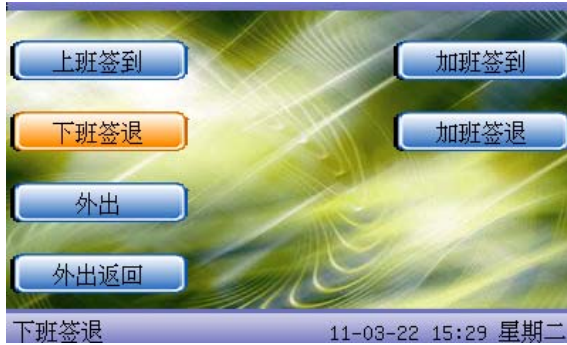 上班签到
加班签到
下班签退
加班签退
外出
外出返回
下班签退 11-03-22 15:29 星期二